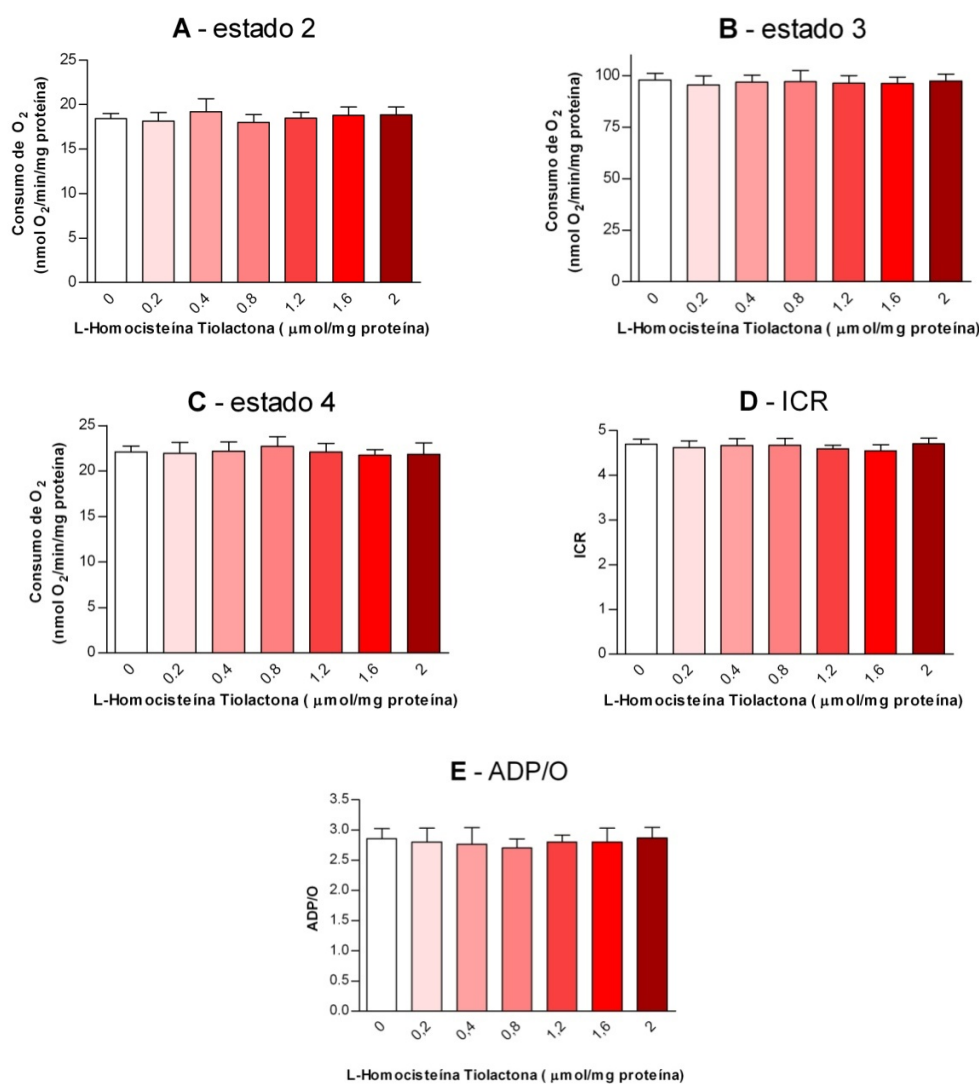 A - estado 2
Consumo de O2
(nmol O2/min/mg proteína)
25
20
15
10
5
0
0 0.2 0.4 0.8 1.2 1.6 2
L-Homocisteína Tiolactona ( μmol/mg proteína)
B - estado 3
Consumo de O2
(nmol O2/min/mg proteína)
100
75
50
25
0
0 0.2 0.4 0.8 1.2 1.6 2
L-Homocisteína Tiolactona ( μmol/mg proteína)
C - estado 4
Consumo de O2
(nmol O2/min/mg proteína)
25
20
15
10
5
0
0 0.2 0.4 0.8 1.2 1.6 2
L-Homocisteína Tiolactona ( μmol/mg proteína)
D - ICR
ICR
5
4
3
2
1
0
0 0.2 0.4 0.8 1.2 1.6 2
L-Homocisteína Tiolactona ( μmol/mg proteína)
E - ADP/O
ADP/O
3.5
3.0
2.5
2.0
1.5
1.0
0.5
0.0
0 0,2 0,4 0,8 1,2 1,6 2
L-Homocisteína Tiolactona (μmol/mg proteína)